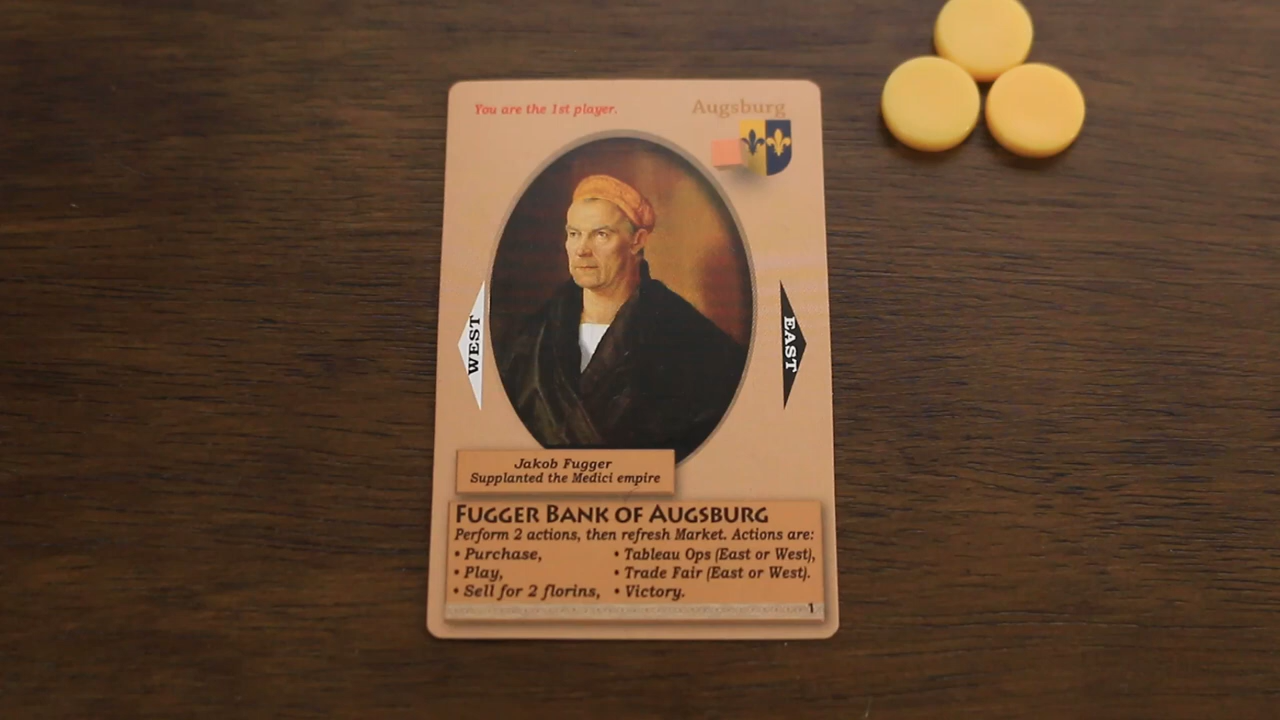 You are the 1st player.
Augsburg
WEST
EAST
Jakob Fugger
Supplanted the Medici empire
FUGGER BANK OF AUGSBURG
Perform 2 actions, then refresh Market. Actions are:
• Purchase,
• Play,
• Sell for 2 florins,
• Tableau Ops (East or West),
• Trade Fair (East or West).
• Victory.
1